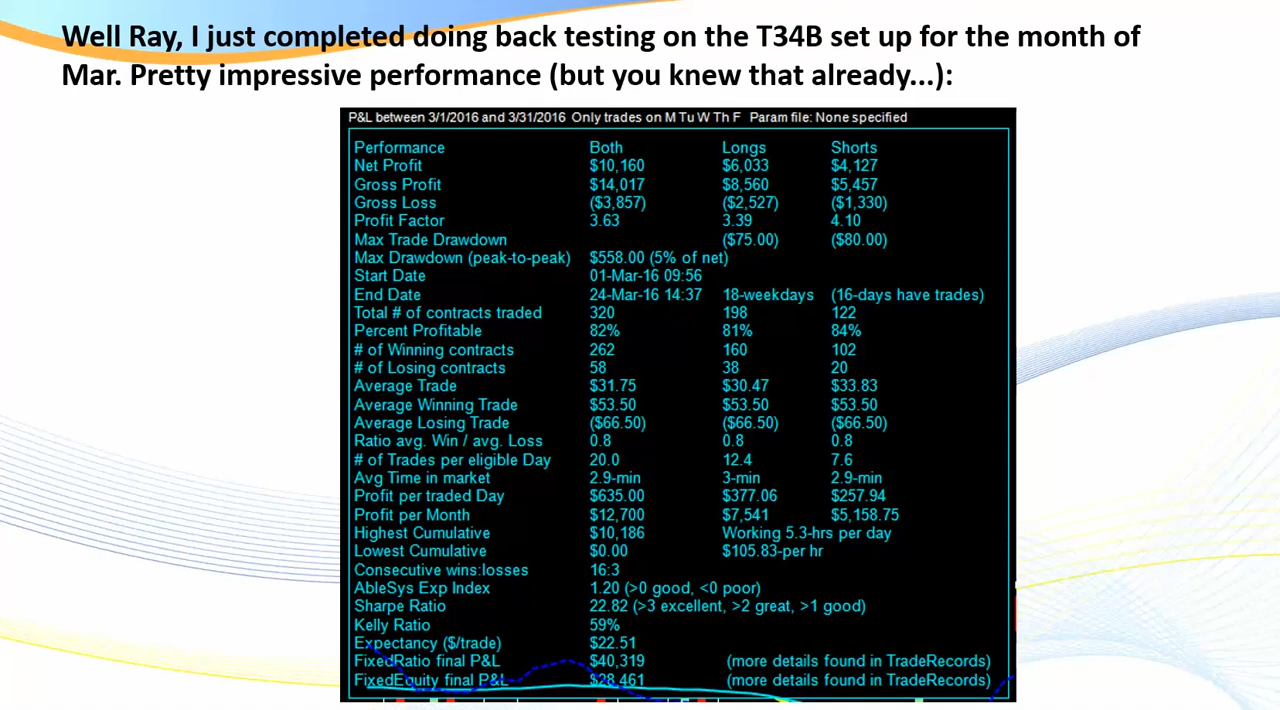 Well Ray, I just completed doing back testing on the T34B set up for the month of
Mar. Pretty impressive performance (but you knew that already...):
P&L between 3/1/2016 and 3/31/2016 Only trades on M Tu W Th F Param file: None specified
Performance Both Longs Shorts
Net Profit $10,160 $6,033 $4,127
Gross Profit $14,017 $8,560 $5,457
Gross Loss ($3,857) ($2,527) ($1,330)
Profit Factor 3.63 3.39 4.10
Max Trade Drawdown ($75.00) ($80.00)
Max Drawdown (peak-to-peak) $558.00 (5% of net)
Start Date 01-Mar-16 09:56
End Date 24-Mar-16 14:37 18-weekdays (16-days have trades)
Total # of contracts traded 320 198 122
Percent Profitable 82% 81% 84%
# of Winning contracts 262 160 102
# of Losing contracts 58 38 20
Average Trade $31.75 $30.47 $33.83
Average Winning Trade $53.50 $53.50 $53.50
Average Losing Trade ($66.50) ($66.50) ($66.50)
Ratio avg. Win / avg. Loss 0.8 0.8 0.8
# of Trades per eligible Day 20.0 12.4 7.6
Avg Time in market 2.9-min 3-min 2.9-min
Profit per traded Day $635.00 $377.06 $257.94
Profit per Month $12,700 $7,541 $5,158.75
Highest Cumulative $10,186 Working 5.3-hrs per day
Lowest Cumulative $0.00 $105.83-per hr
Consecutive wins:losses 16:3
AbleSys Exp Index 1.20 (>0 good, <0 poor)
Sharpe Ratio 22.82 (>3 excellent, >2 great, >1 good)
Kelly Ratio 59%
Expectancy ($/trade) $22.51
FixedRatio final P&L $40,319 (more details found in TradeRecords)
FixedEquity final P&L $28,461 (more details found in TradeRecords)